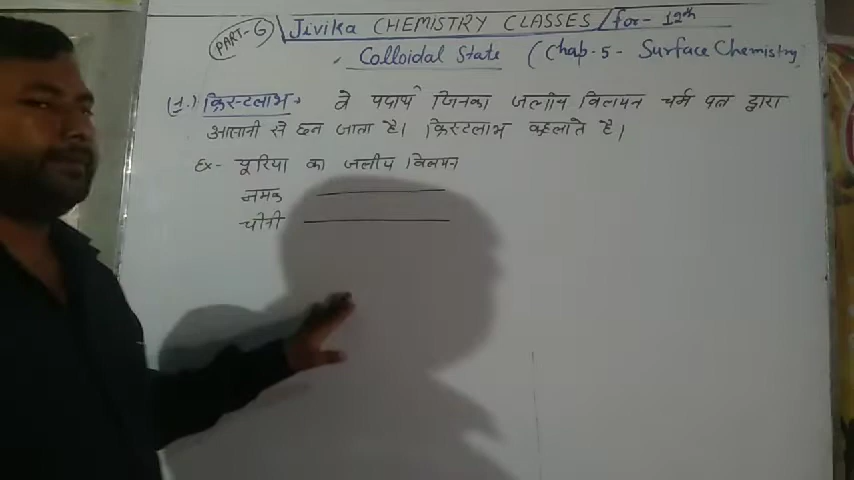 PART-6 Jivika CHEMISTRY CLASSES / for - 12th
Colloidal State ( Chap-5 - Surface Chemistry
(1.) क्रिस्टलाभ → वे पदार्थ जिनका जलीय विलयन चर्म पत्र द्वारा
आसानी से छन जाता है। क्रिस्टलाभ कहलाते है।
Ex- यूरिया का जलीय विलयन
नमक
चीनी